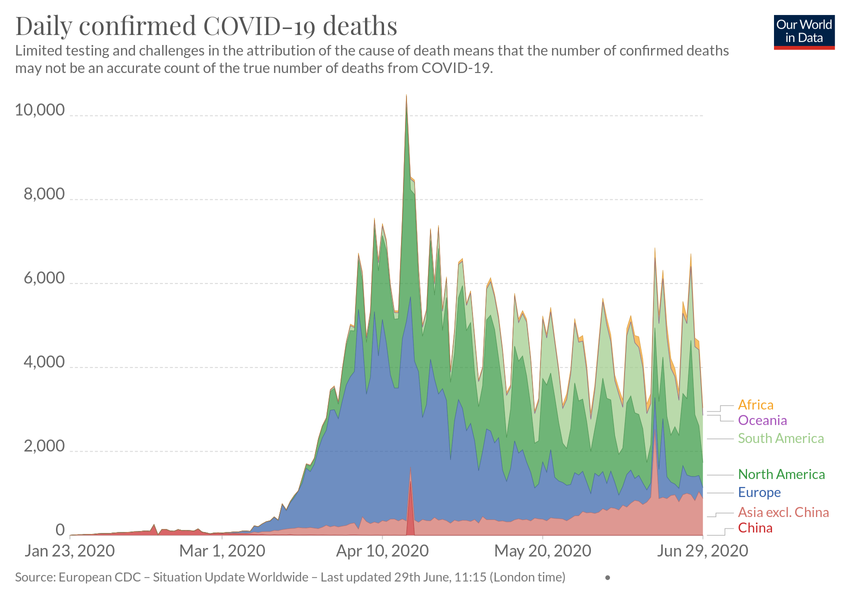 Daily confirmed COVID-19 deaths
Our World
in Data
Limited testing and challenges in the attribution of the cause of death means that the number of confirmed deaths
may not be an accurate count of the true number of deaths from COVID-19.
10,000
8,000
6,000
4,000
2,000
0
Africa
Oceania
South America
North America
Europe
Asia excl. China
China
Jan 23, 2020 Mar 1, 2020 Apr 10, 2020 May 20, 2020 Jun 29, 2020
Source: European CDC – Situation Update Worldwide – Last updated 29th June, 11:15 (London time) •